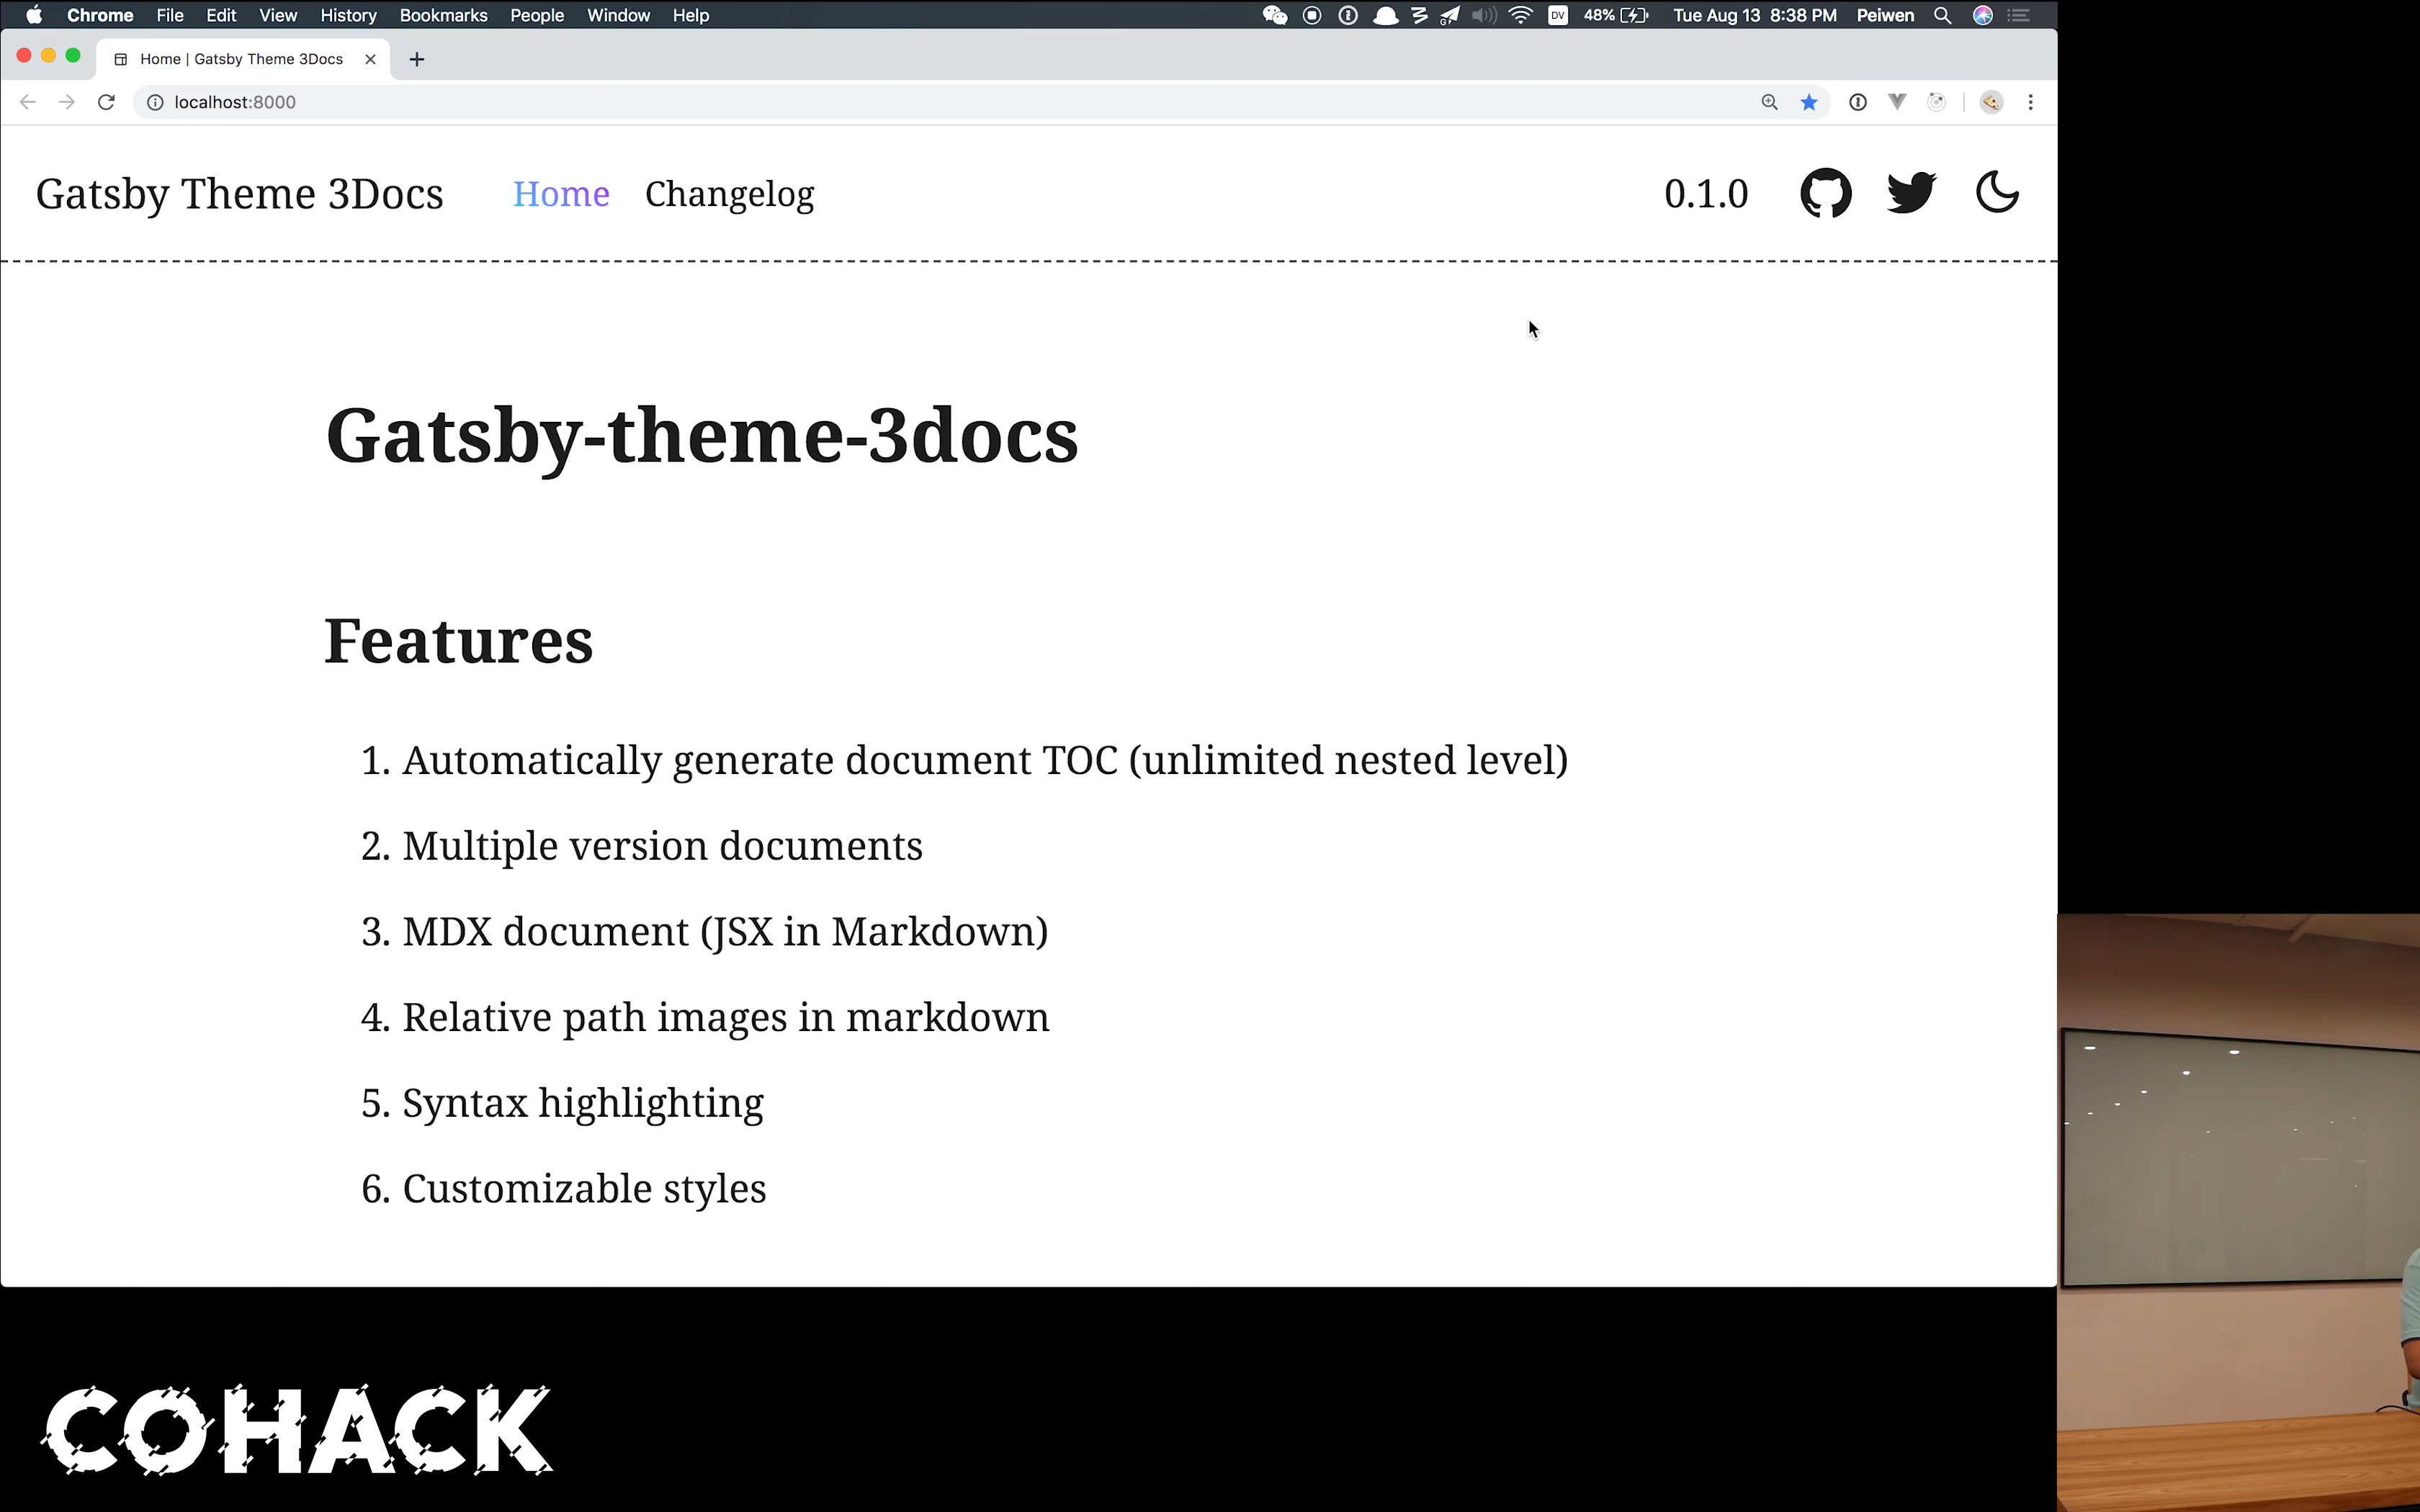 Chrome File Edit View History Bookmarks People Window Help DV 48% Tue Aug 13 8:38 PM Peiwen
Home | Gatsby Theme 3Docs
localhost:8000
Gatsby Theme 3Docs Home Changelog 0.1.0
Gatsby-theme-3docs
Features
1. Automatically generate document TOC (unlimited nested level)
2. Multiple version documents
3. MDX document (JSX in Markdown)
4. Relative path images in markdown
5. Syntax highlighting
6. Customizable styles
COHACK